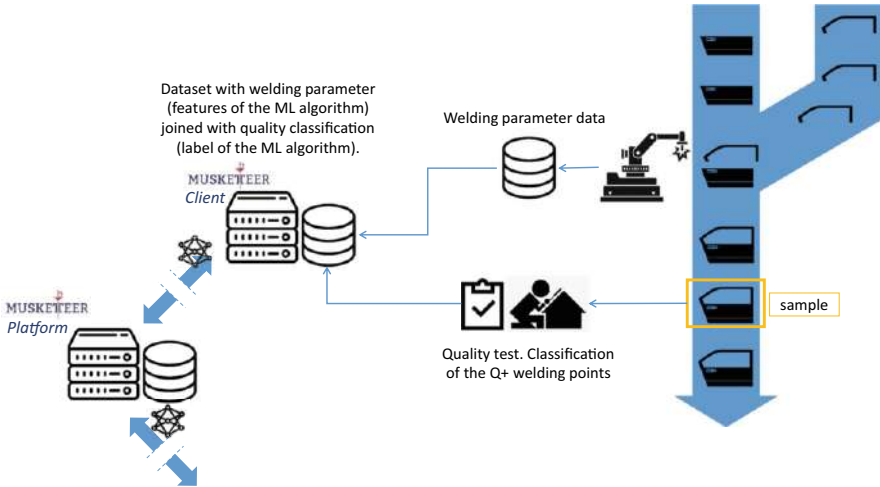 Dataset with welding parameter
(features of the ML algorithm)
joined with quality classification
(label of the ML algorithm).
Welding parameter data
MUSKETEER
Client
MUSKETEER
Platform
sample
Quality test. Classification
of the Q+ welding points